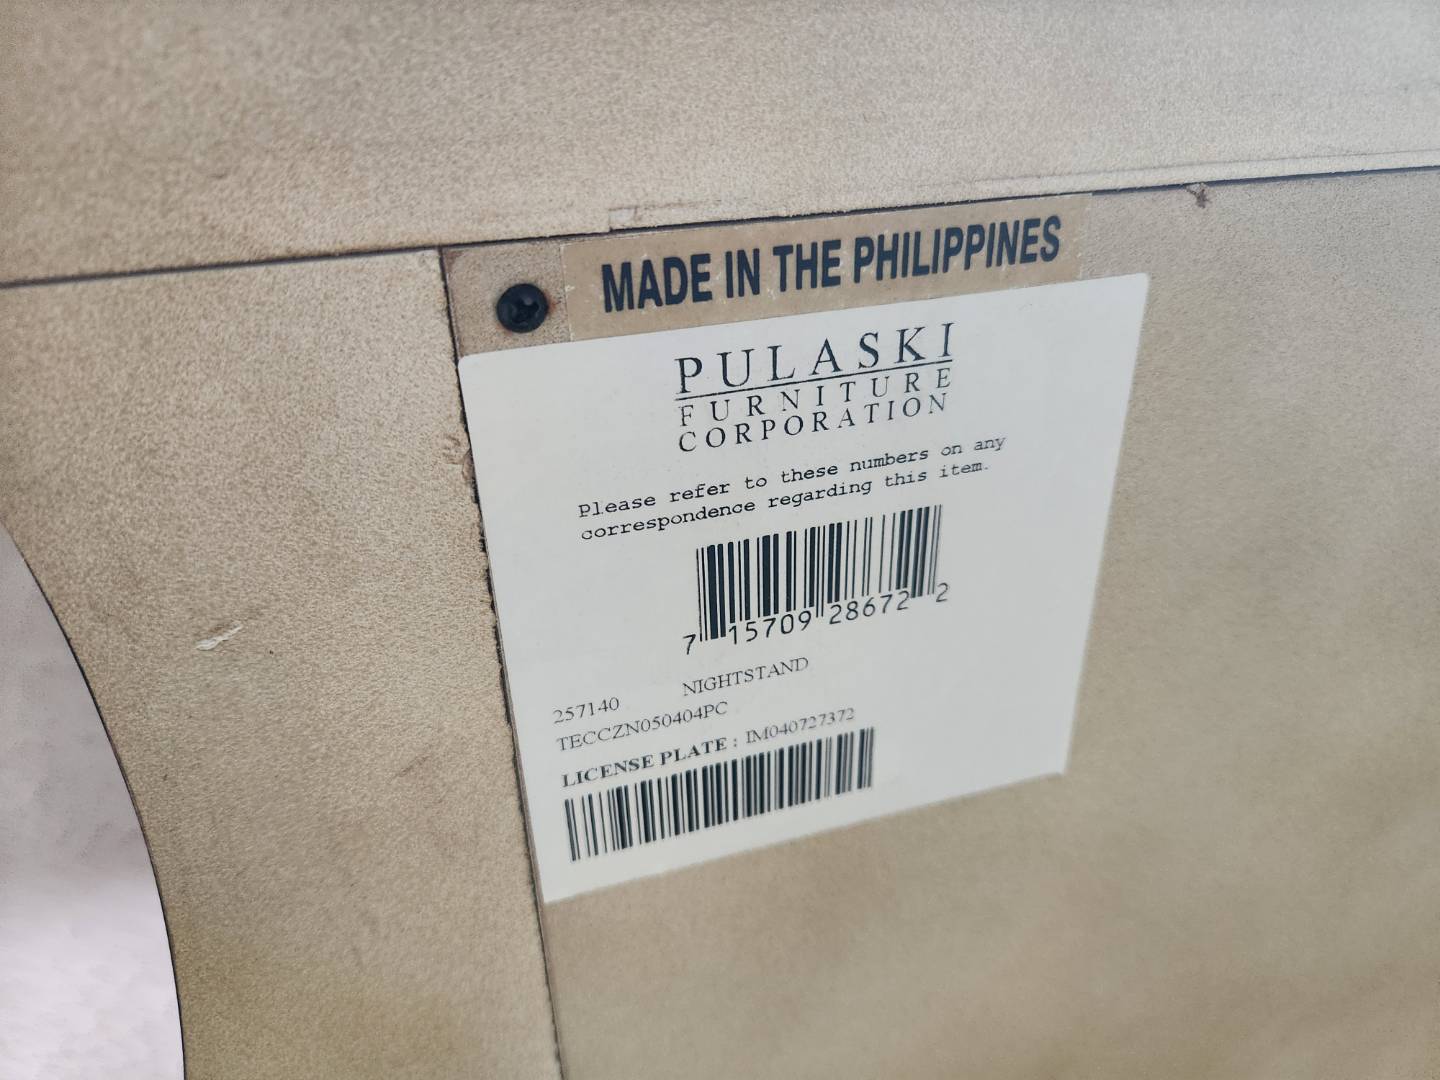 MADE IN THE PHILIPPINES
PULASKI
FURNITURE
CORPORATION
Please refer to these numbers on any
correspondence regarding this item.
7 15709 28672 2
257140 NIGHTSTAND
TECCZN050404PC
LICENSE PLATE : IM040727372